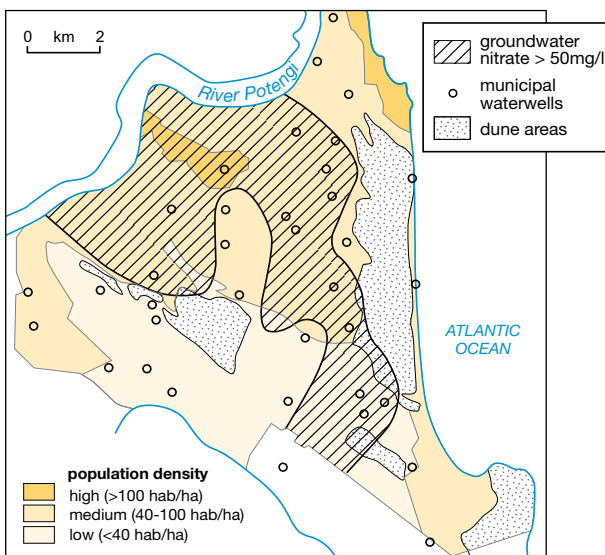 0 km 2
River Potengi
groundwater
nitrate > 50mg/l
municipal
waterwells
dune areas
ATLANTIC
OCEAN
population density
high (>100 hab/ha)
medium (40-100 hab/ha)
low (<40 hab/ha)